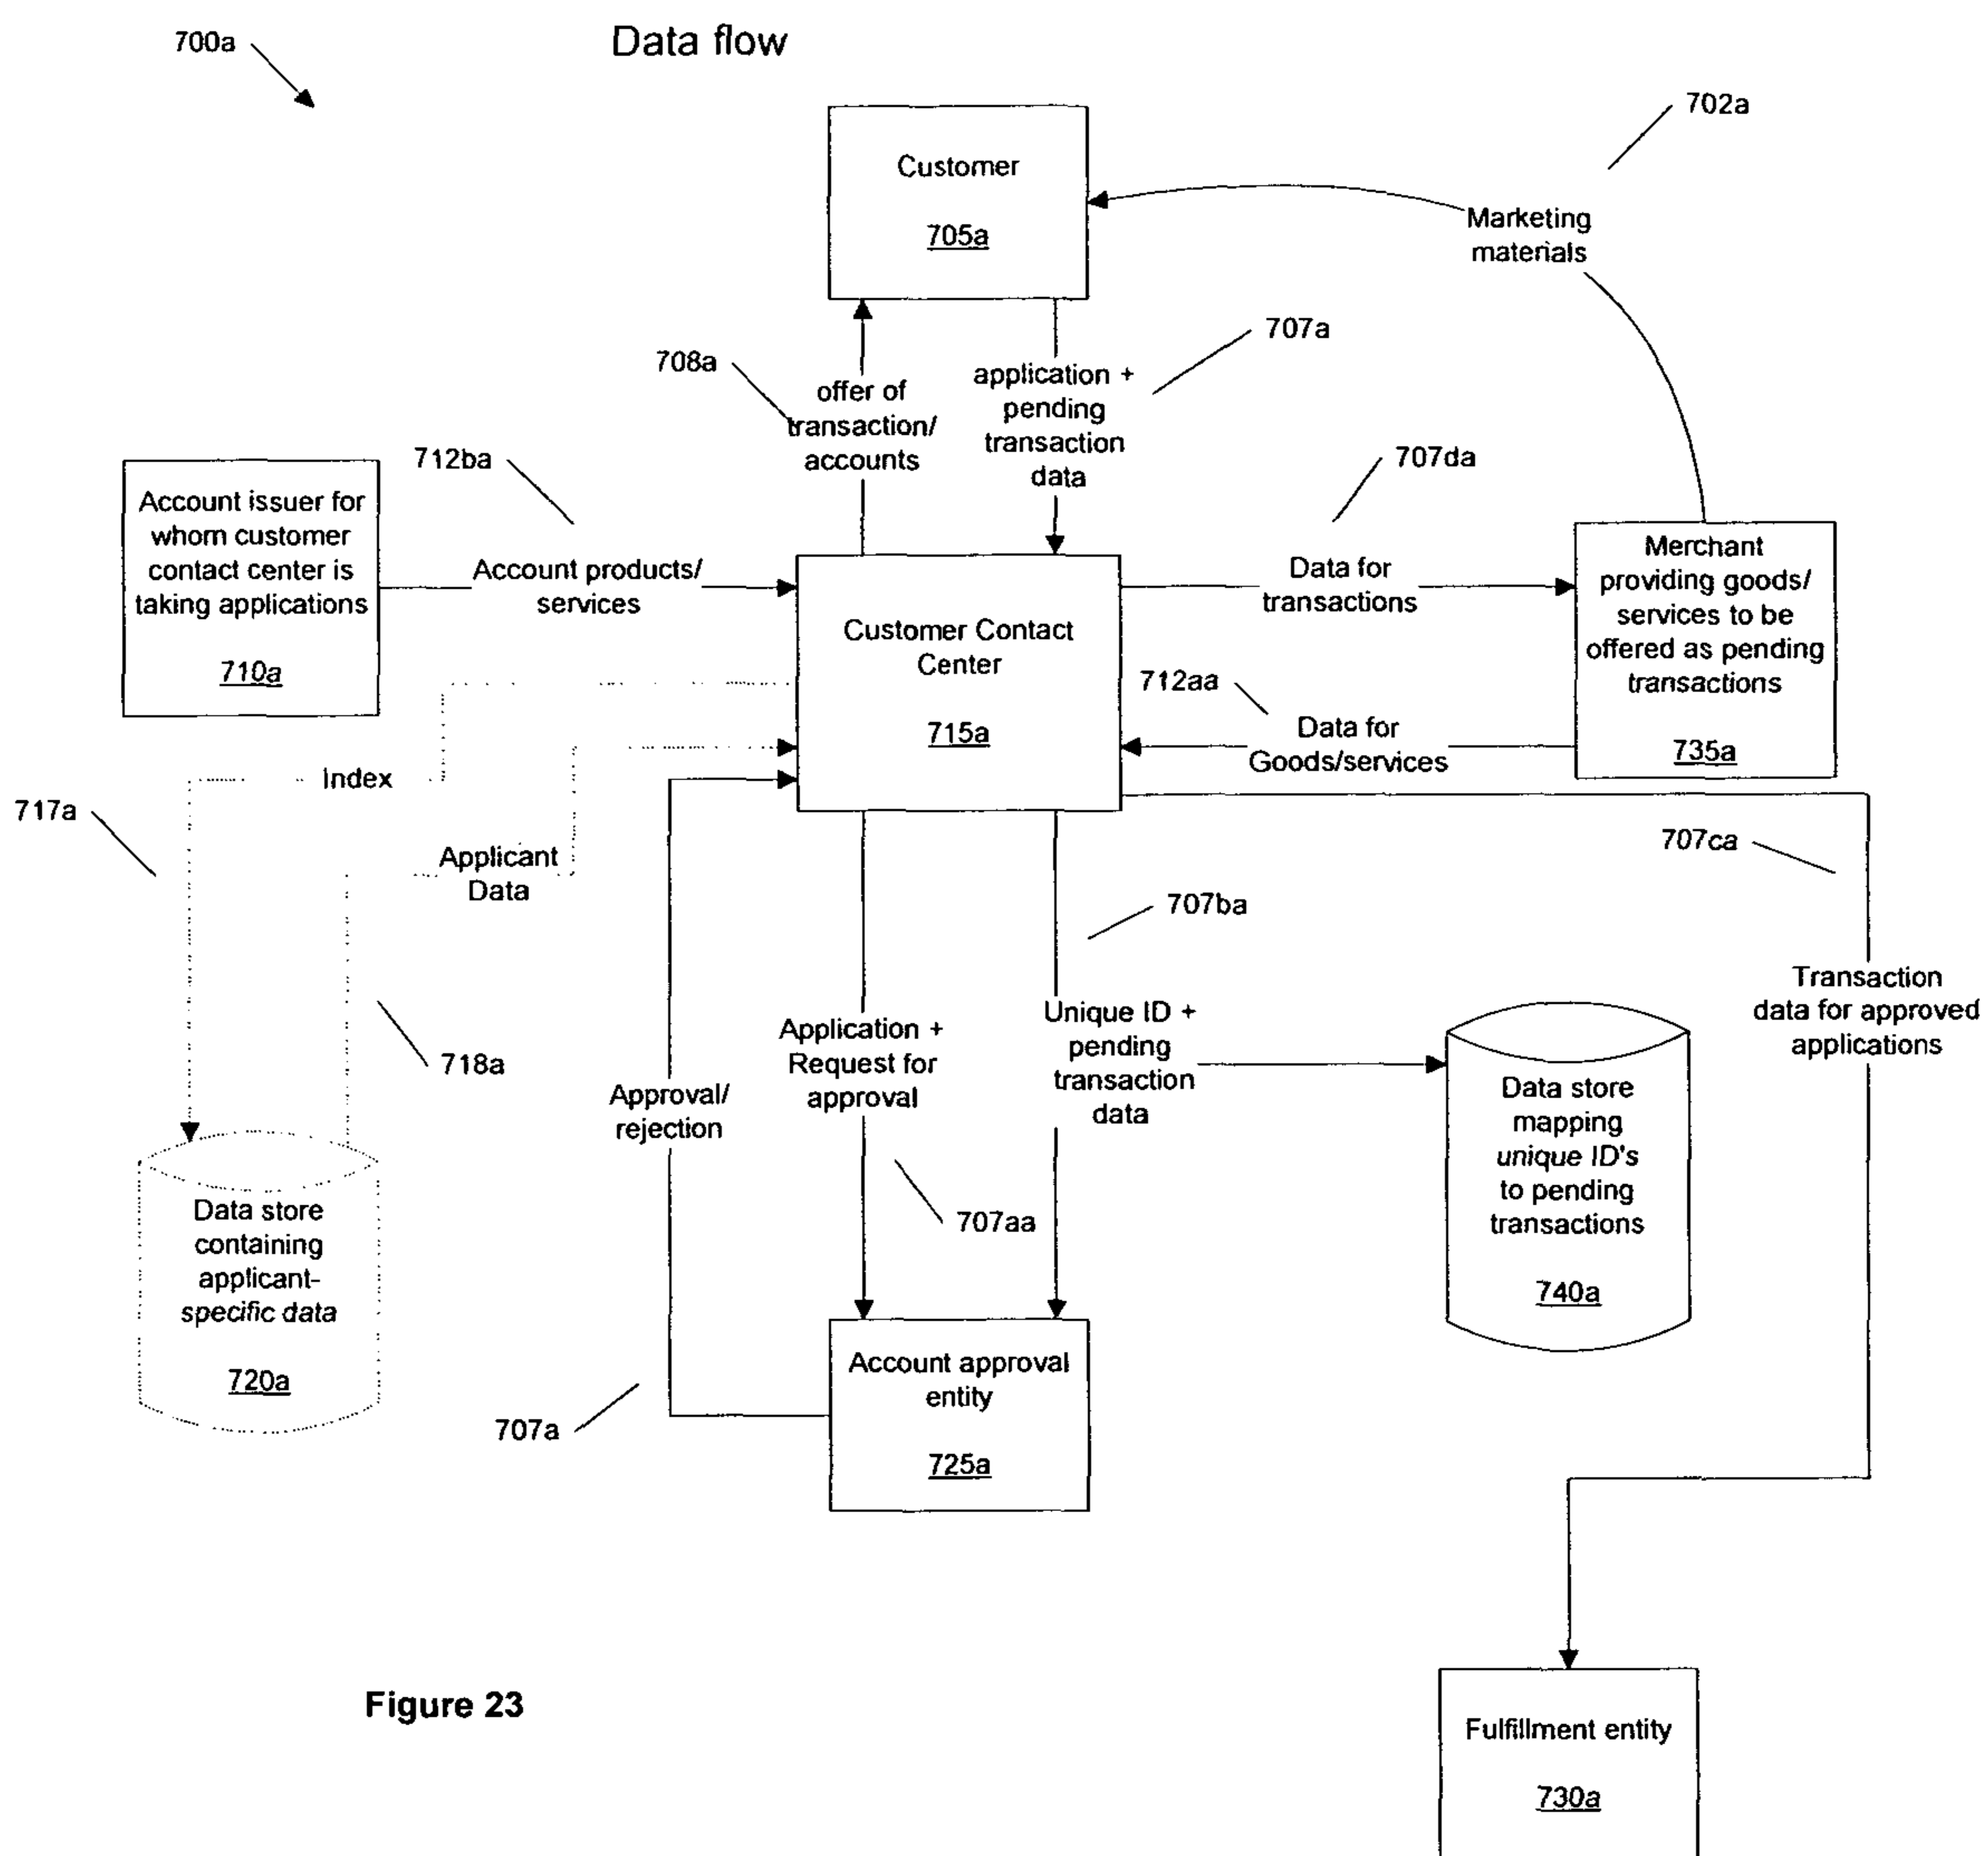 700a
Data flow
702a
Customer
705a
Marketing
materials
707a
708a
offer of
transaction/
accounts
application +
pending
transaction
data
712ba
707da
Account issuer for
whom customer
contact center is
taking applications
710a
Account products/
services
Customer Contact
Center
715a
Data for
transactions
Merchant
providing goods/
services to be
offered as pending
transactions
735a
712aa
Data for
Goods/services
Index
717a
Applicant
Data
707ca
707ba
718a
Approval/
rejection
Application +
Request for
approval
Unique ID +
pending
transaction
data
Transaction
data for approved
applications
Data store
mapping
unique ID's
to pending
transactions
740a
707aa
Data store
containing
applicant-
specific data
720a
707a
Account approval
entity
725a
Figure 23
Fulfillment entity
730a